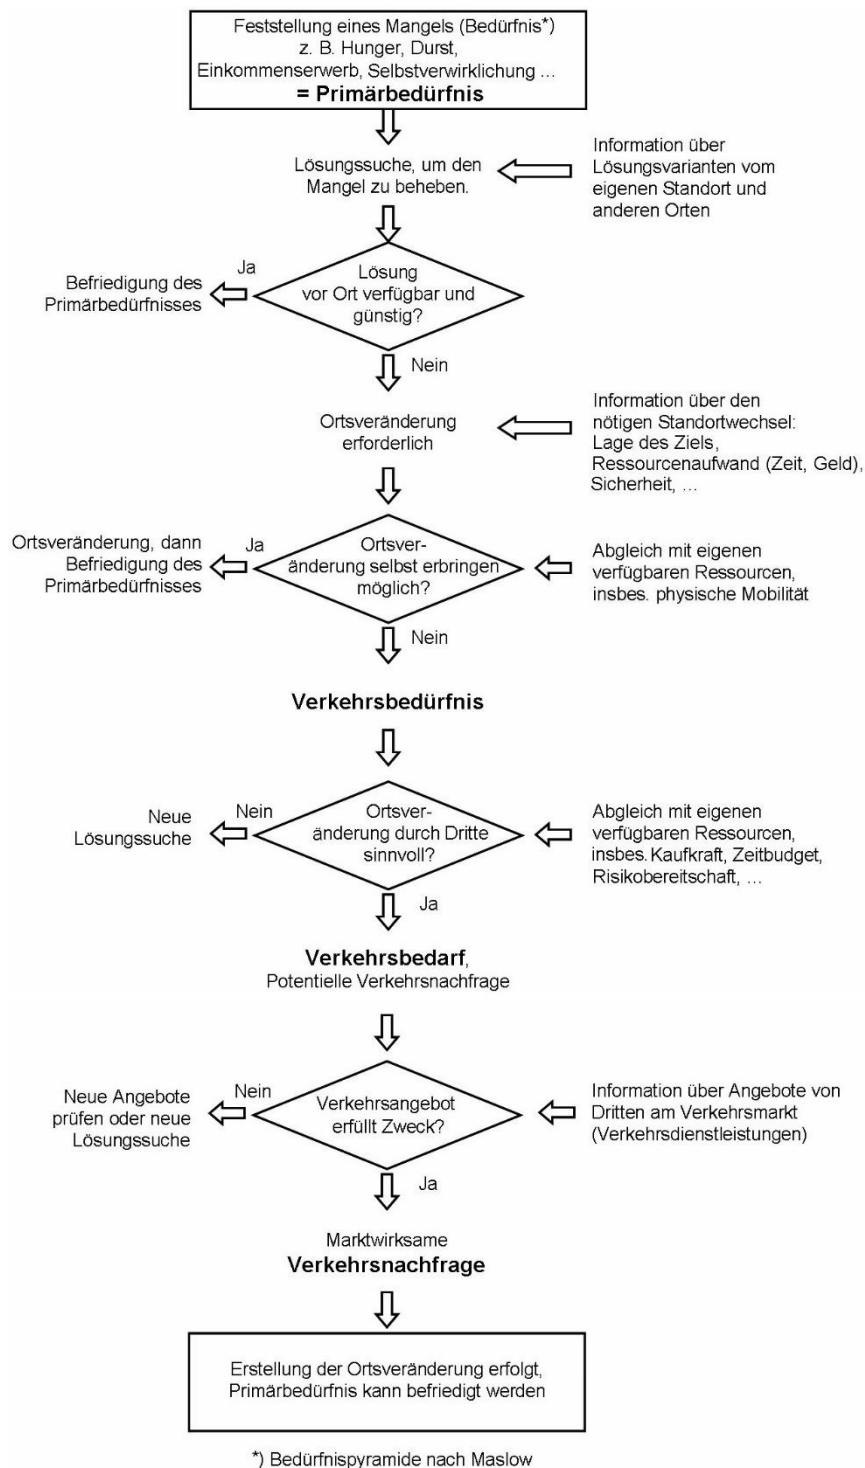 Feststellung eines Mangels (Bedürfnis*)
z. B. Hunger, Durst,
Einkommenserwerb, Selbstverwirklichung ...
= Primärbedürfnis
Lösungssuche, um den
Mangel zu beheben.
Information über
Lösungsvarianten vom
eigenen Standort und
anderen Orten
Ja
Befriedigung des
Primärbedürfnisses
Lösung
vor Ort verfügbar und
günstig?
Nein
Ortsveränderung
erforderlich
Information über den
nötigen Standortwechsel:
Lage des Ziels,
Ressourcenaufwand (Zeit, Geld),
Sicherheit, ...
Ortsveränderung, dann
Befriedigung des
Primärbedürfnisses
Ja
Ortsver-
änderung selbst erbringen
möglich?
Abgleich mit eigenen
verfügbaren Ressourcen,
insbes. physische Mobilität
Nein
Verkehrsbedürfnis
Neue
Lösungssuche
Nein
Ortsver-
änderung durch Dritte
sinnvoll?
Abgleich mit eigenen
verfügbaren Ressourcen,
insbes. Kaufkraft, Zeitbudget,
Risikobereitschaft, ...
Ja
Verkehrsbedarf,
Potentielle Verkehrsnachfrage
Neue Angebote
prüfen oder neue
Lösungssuche
Nein
Verkehrsangebot
erfüllt Zweck?
Information über Angebote von
Dritten am Verkehrsmarkt
(Verkehrsdienstleistungen)
Ja
Marktwirksame
Verkehrsnachfrage
Erstellung der Ortsveränderung erfolgt,
Primärbedürfnis kann befriedigt werden
*) Bedürfnispyramide nach Maslow